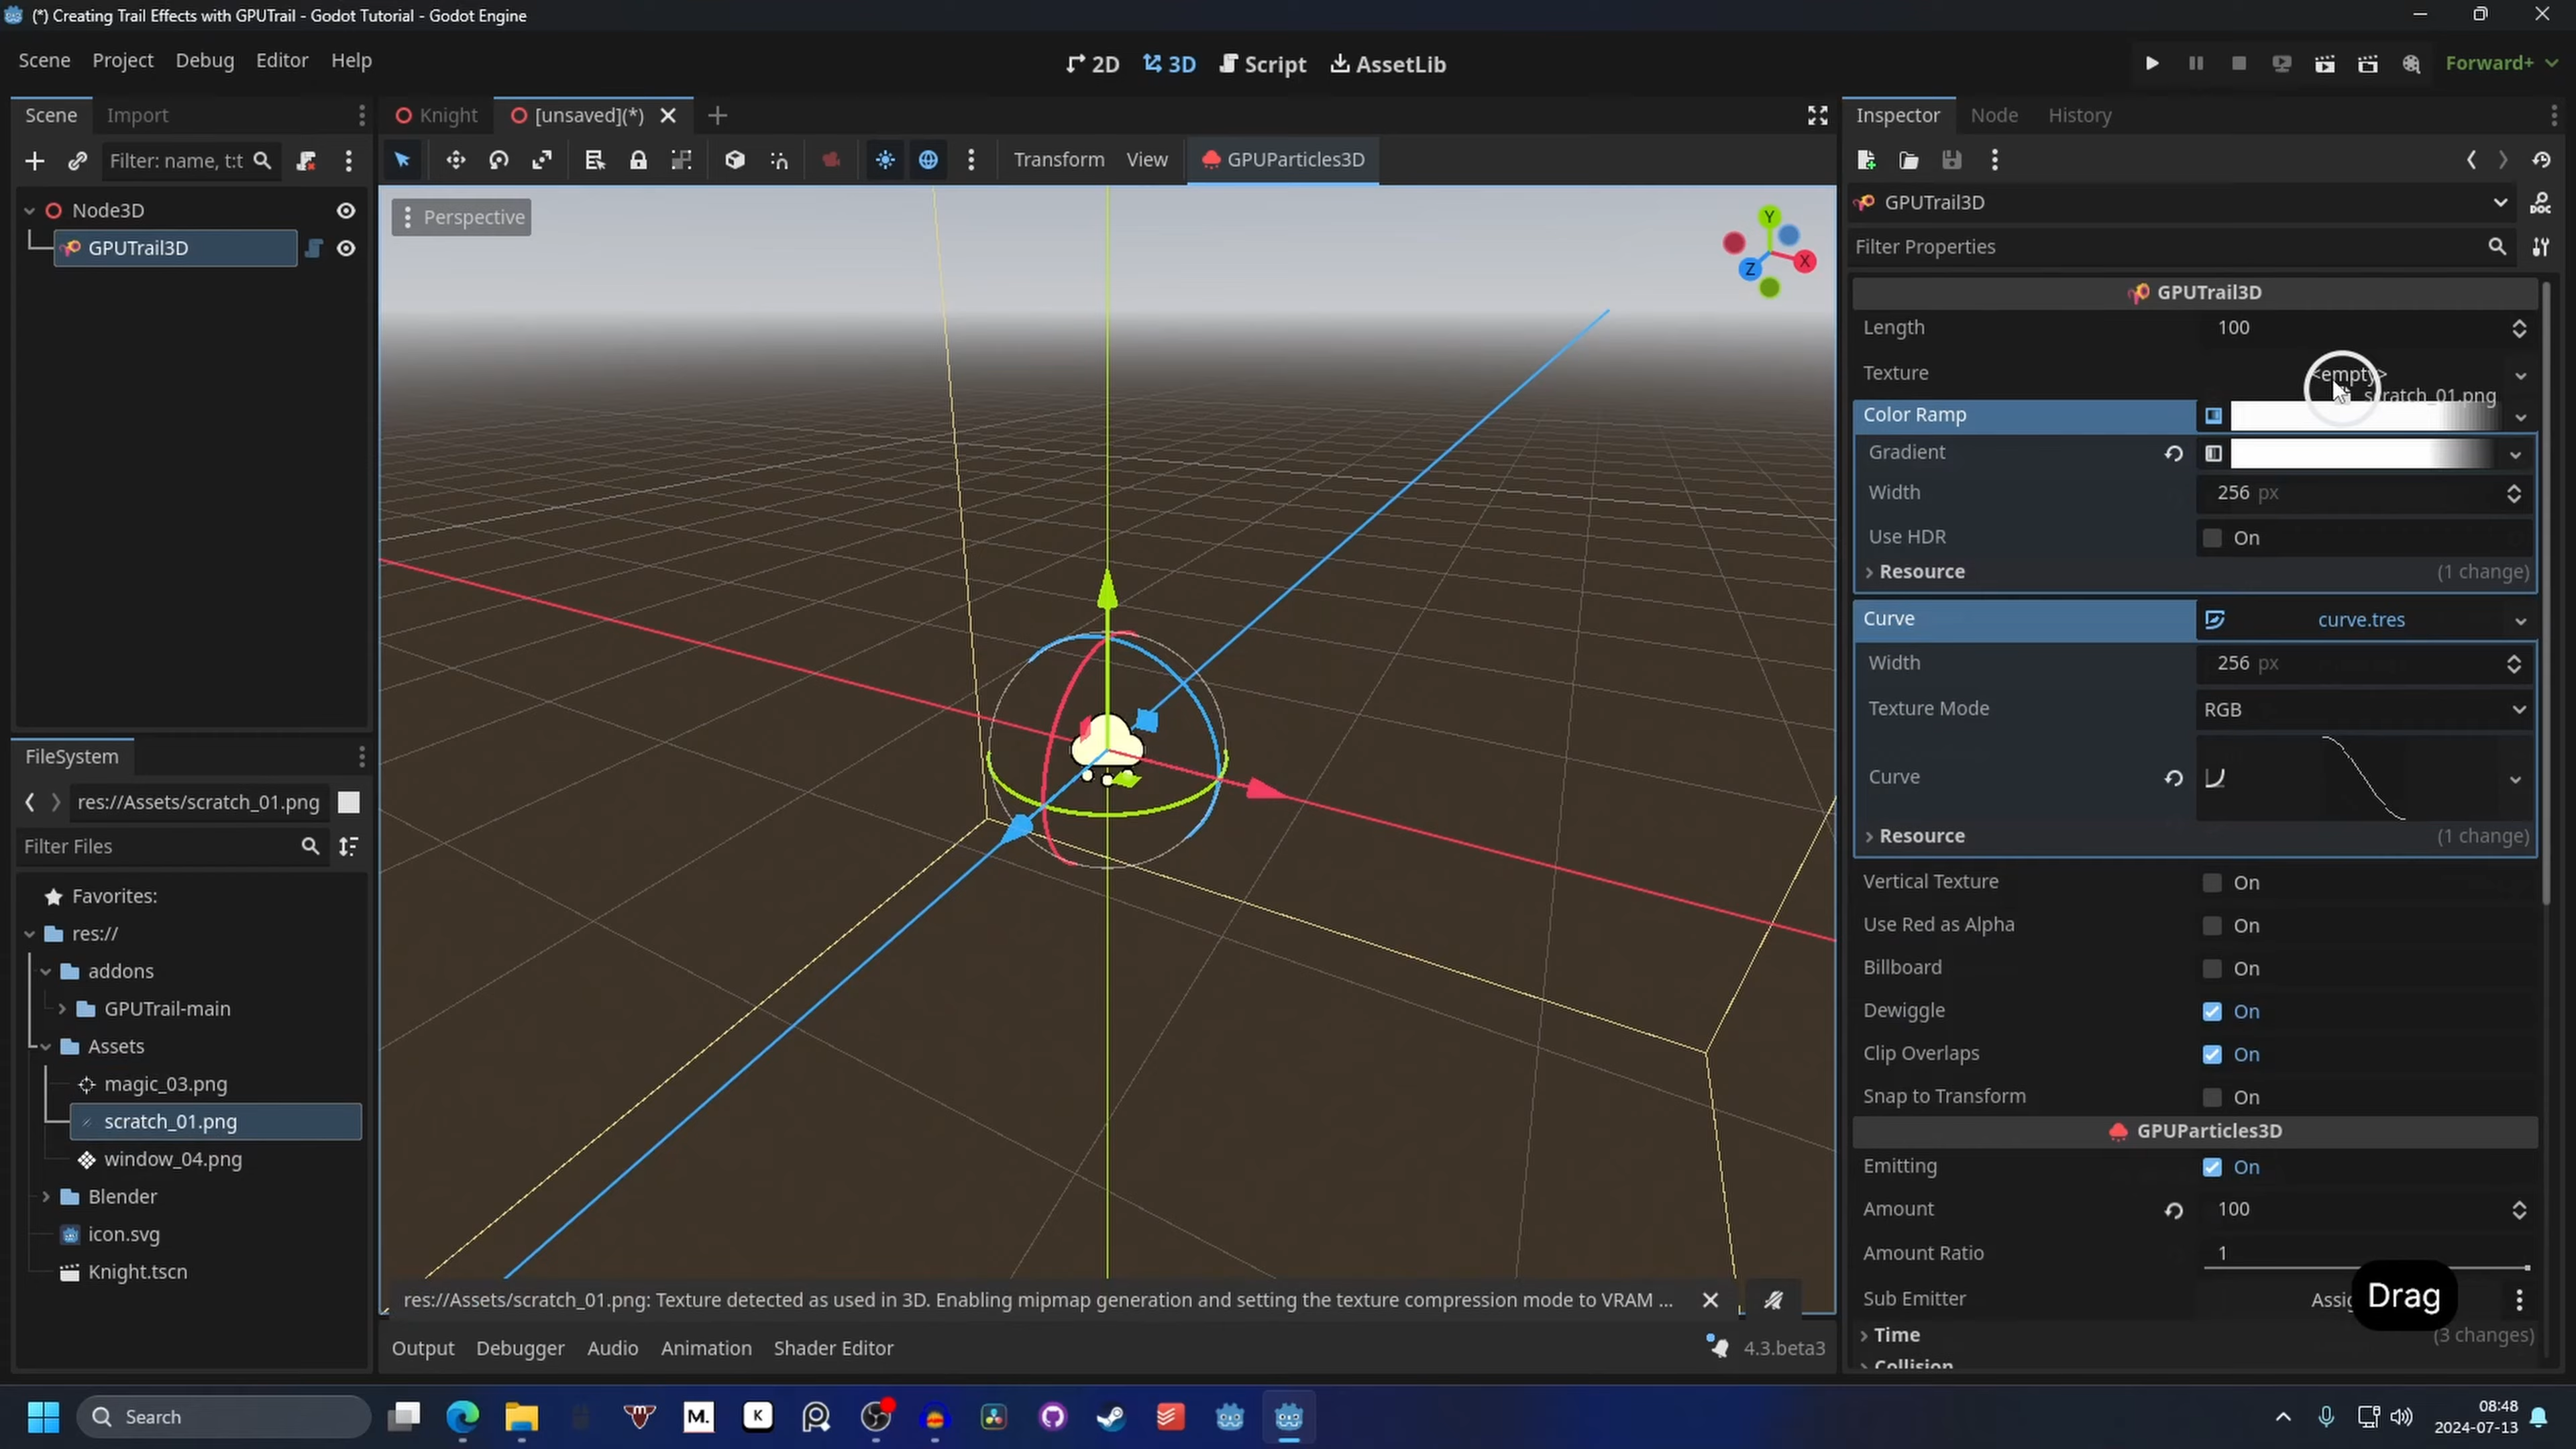 (*) Creating Trail Effects with GPUTrail - Godot Tutorial - Godot Engine
Scene Project Debug Editor Help
2D 3D Script AssetLib
Forward+
Scene Import
Filter: name, t:t
Node3D
GPUTrail3D
FileSystem
res://Assets/scratch_01.png
Filter Files
Favorites:
res://
addons
GPUTrail-main
Assets
magic_03.png
scratch_01.png
window_04.png
Blender
icon.svg
Knight.tscn
Knight [unsaved](*)
Transform View GPUParticles3D
Perspective
Y
X
Z
res://Assets/scratch_01.png: Texture detected as used in 3D. Enabling mipmap generation and setting the texture compression mode to VRAM ...
Output Debugger Audio Animation Shader Editor
4.3.beta3
Inspector Node History
GPUTrail3D
DOC
Filter Properties
GPUTrail3D
Length 100
Texture <empty>
scratch_01.png
Color Ramp
Gradient
Width 256 px
Use HDR On
Resource (1 change)
Curve curve.tres
Width 256 px
Texture Mode RGB
Curve
Resource (1 change)
Vertical Texture On
Use Red as Alpha On
Billboard On
Dewiggle On
Clip Overlaps On
Snap to Transform On
GPUParticles3D
Emitting On
Amount 100
Amount Ratio 1
Sub Emitter
Drag
Time (3 changes)
Collision
Search
M.
K
08:48
2024-07-13